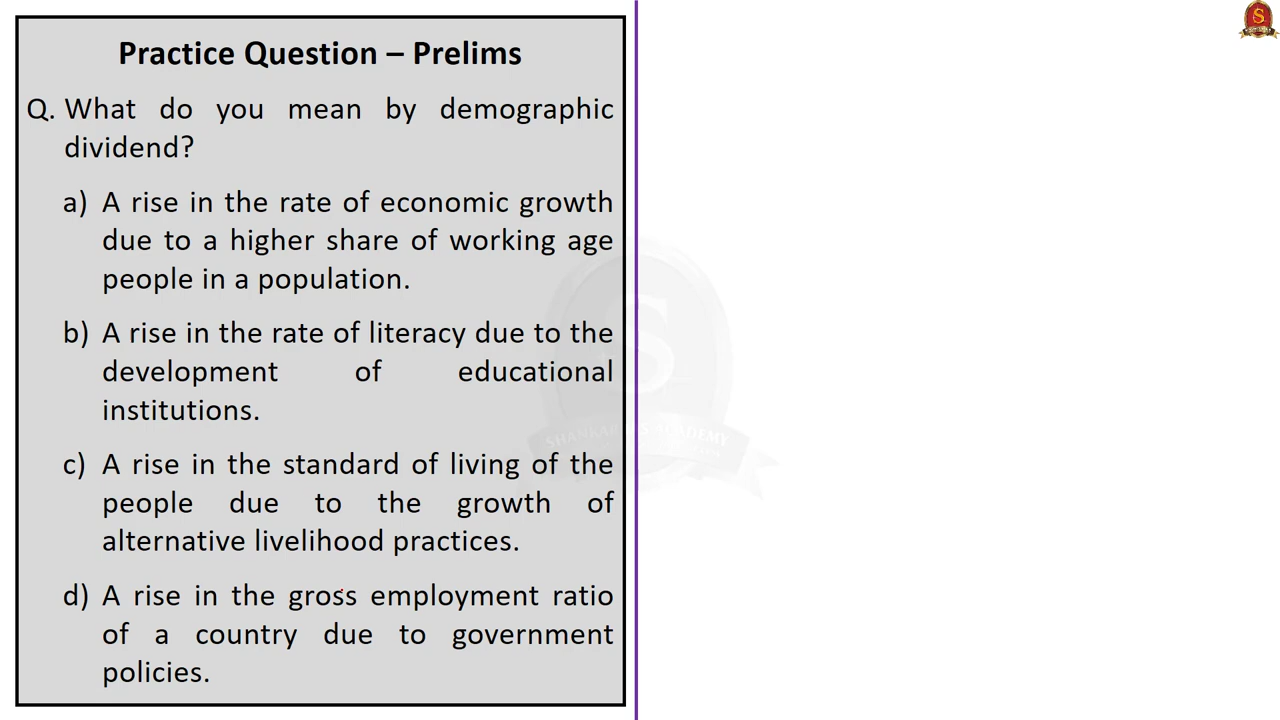 Practice Question – Prelims
Q. What do you mean by demographic
dividend?
a) A rise in the rate of economic growth
due to a higher share of working age
people in a population.
b) A rise in the rate of literacy due to the
development of educational
institutions.
c) A rise in the standard of living of the
people due to the growth of
alternative livelihood practices.
d) A rise in the gross employment ratio
of a country due to government
policies.
S
S